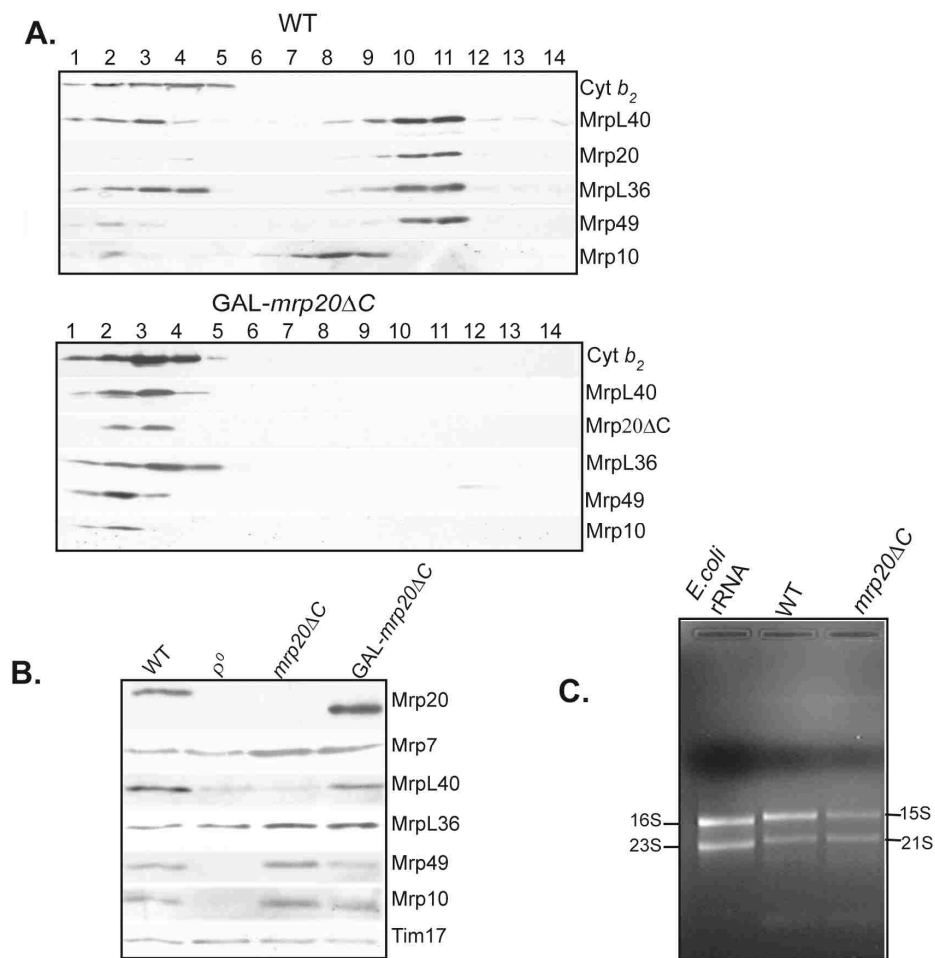 A.
WT
1 2 3 4 5 6 7 8 9 10 11 12 13 14
Cyt b₂
MrpL40
Mrp20
MrpL36
Mrp49
Mrp10
GAL-mrp20ΔC
1 2 3 4 5 6 7 8 9 10 11 12 13 14
Cyt b₂
MrpL40
Mrp20ΔC
MrpL36
Mrp49
Mrp10
B.
WT ρ⁰ mrp20ΔC GAL-mrp20ΔC
Mrp20
Mrp7
MrpL40
MrpL36
Mrp49
Mrp10
Tim17
C.
E.coli
rRNA WT mrp20ΔC
16S 15S
23S 21S